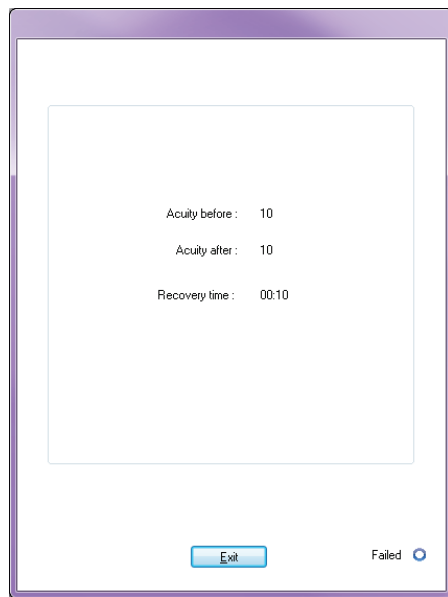 Acuity before : 10
Acuity after : 10
Recovery time : 00:10
Exit
Failed